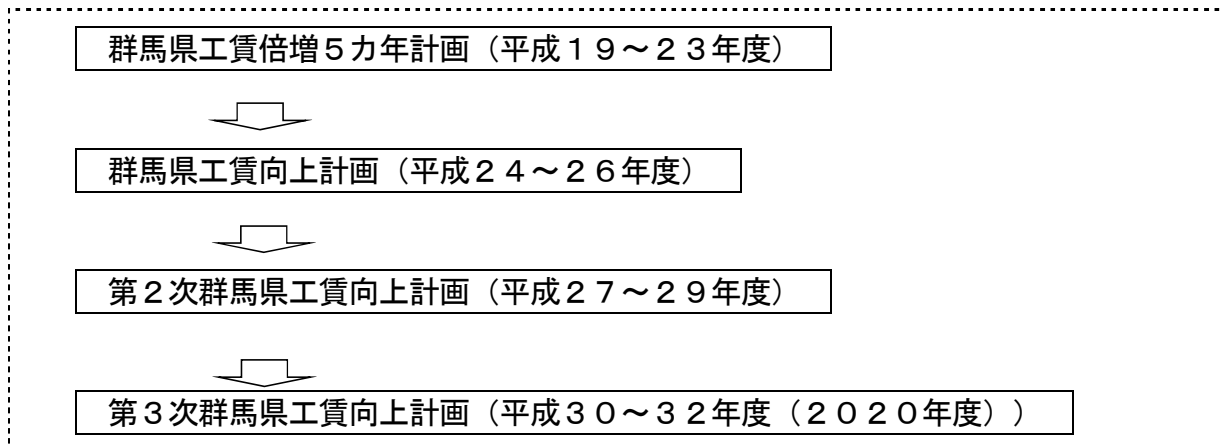 群馬県工賃倍増５カ年計画（平成１９～２３年度）
群馬県工賃向上計画（平成２４～２６年度）
第２次群馬県工賃向上計画（平成２７～２９年度）
第３次群馬県工賃向上計画（平成３０～３２年度（２０２０年度））